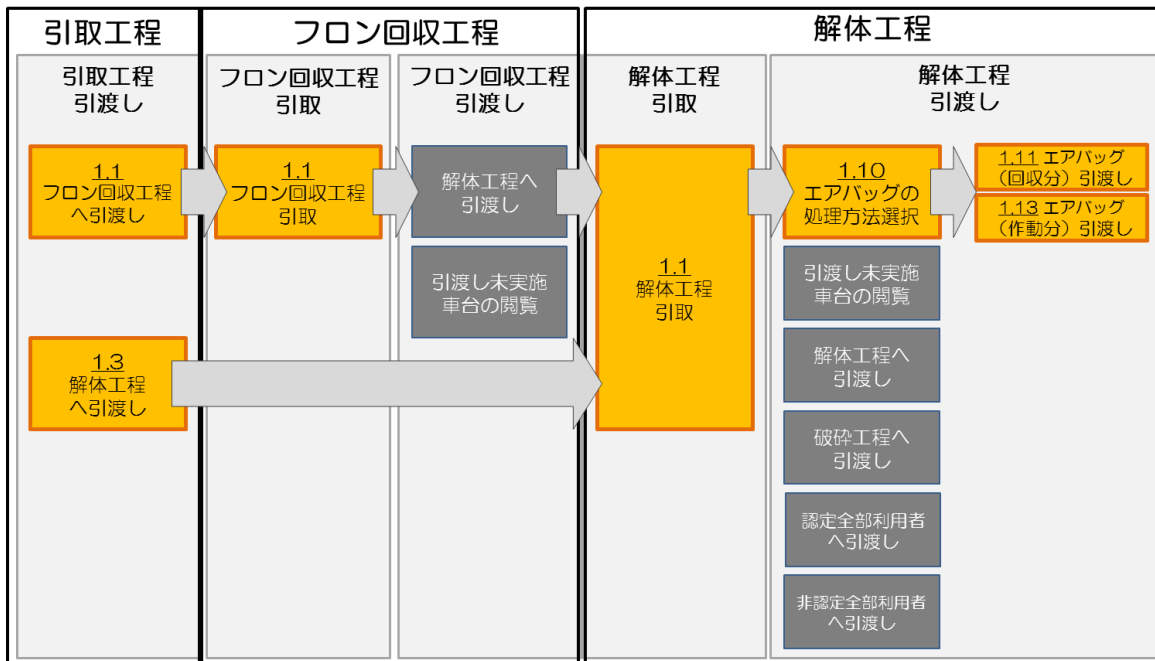 引取工程
フロン回収工程
解体工程
引取工程
引渡し
フロン回収工程
引取
フロン回収工程
引渡し
解体工程
引取
解体工程
引渡し
1.1
フロン回収工程
へ引渡し
1.1
フロン回収工程
引取
解体工程へ
引渡し
引渡し未実施
車台の閲覧
1.3
解体工程
へ引渡し
1.1
解体工程
引取
1.10
エアバッグの
処理方法選択
1.11 エアバッグ
（回収分）引渡し
1.13 エアバッグ
（作動分）引渡し
引渡し未実施
車台の閲覧
解体工程へ
引渡し
破砕工程へ
引渡し
認定全部利用者
へ引渡し
非認定全部利用者
へ引渡し